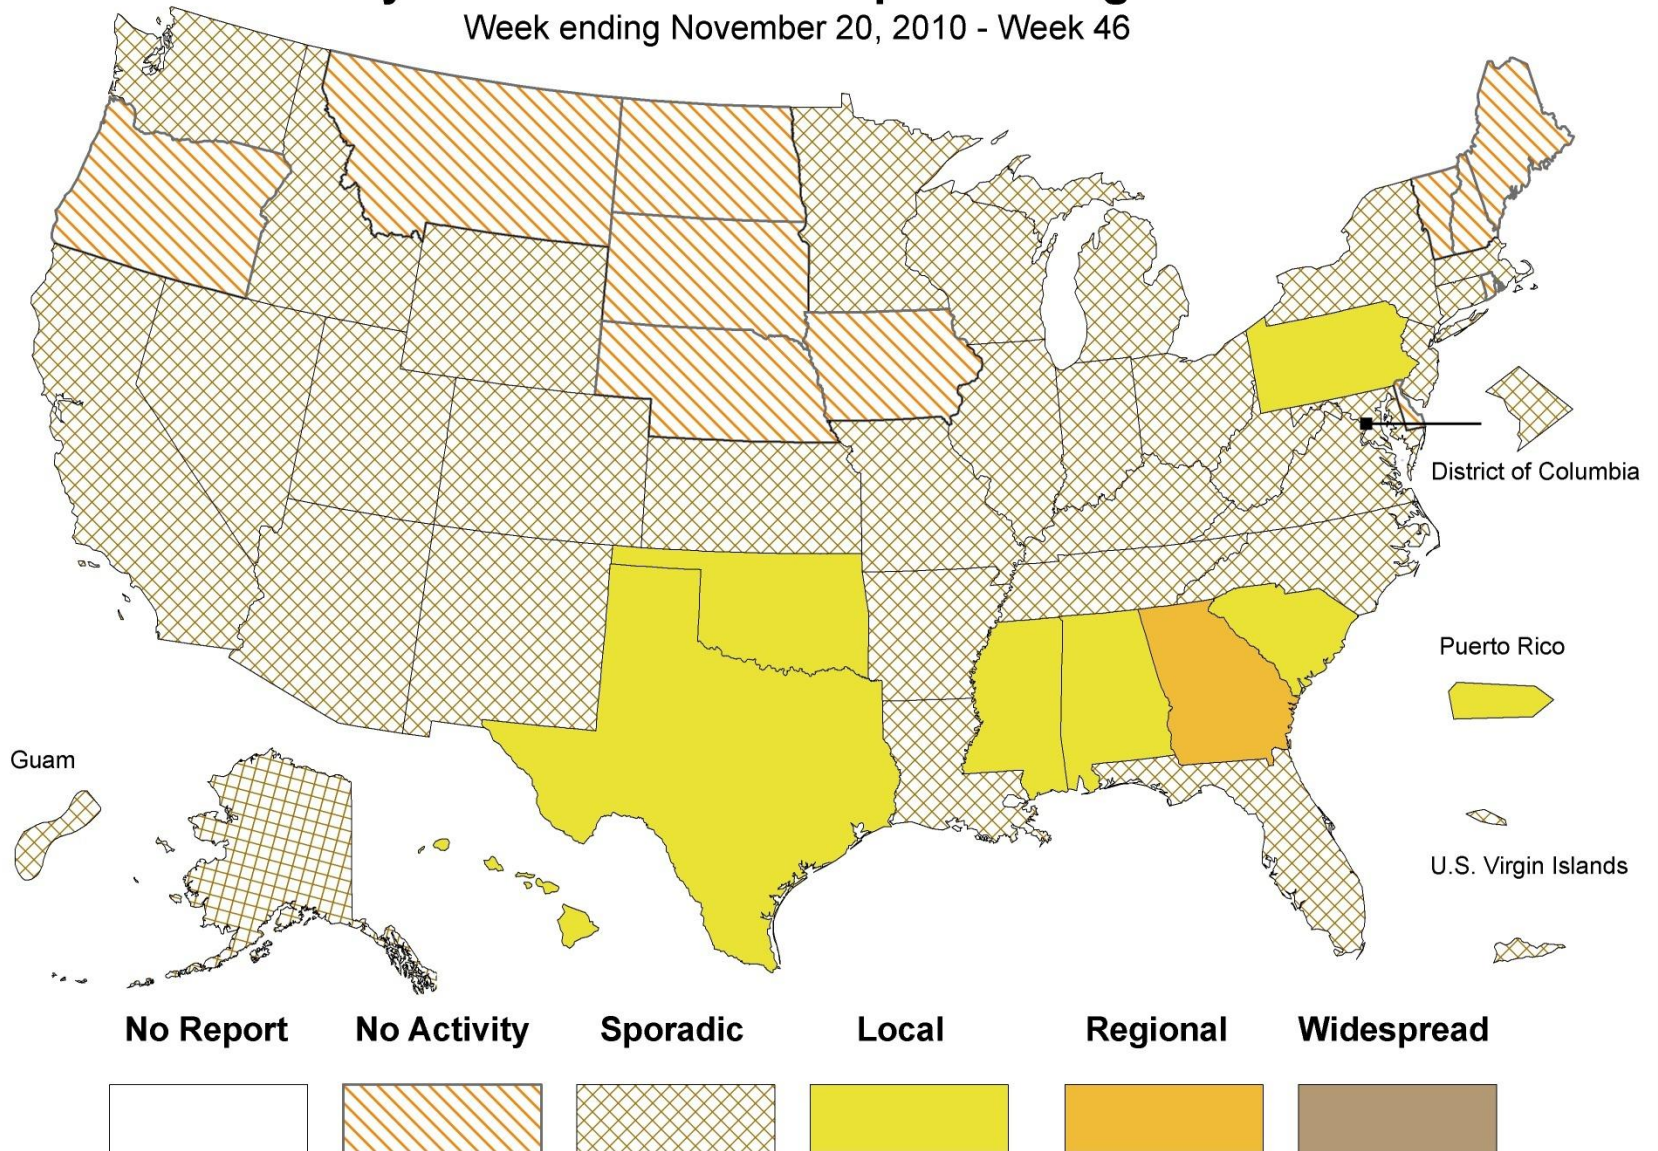 Week ending November 20, 2010 - Week 46
District of Columbia
Puerto Rico
Guam
U.S. Virgin Islands
No Report No Activity Sporadic Local Regional Widespread